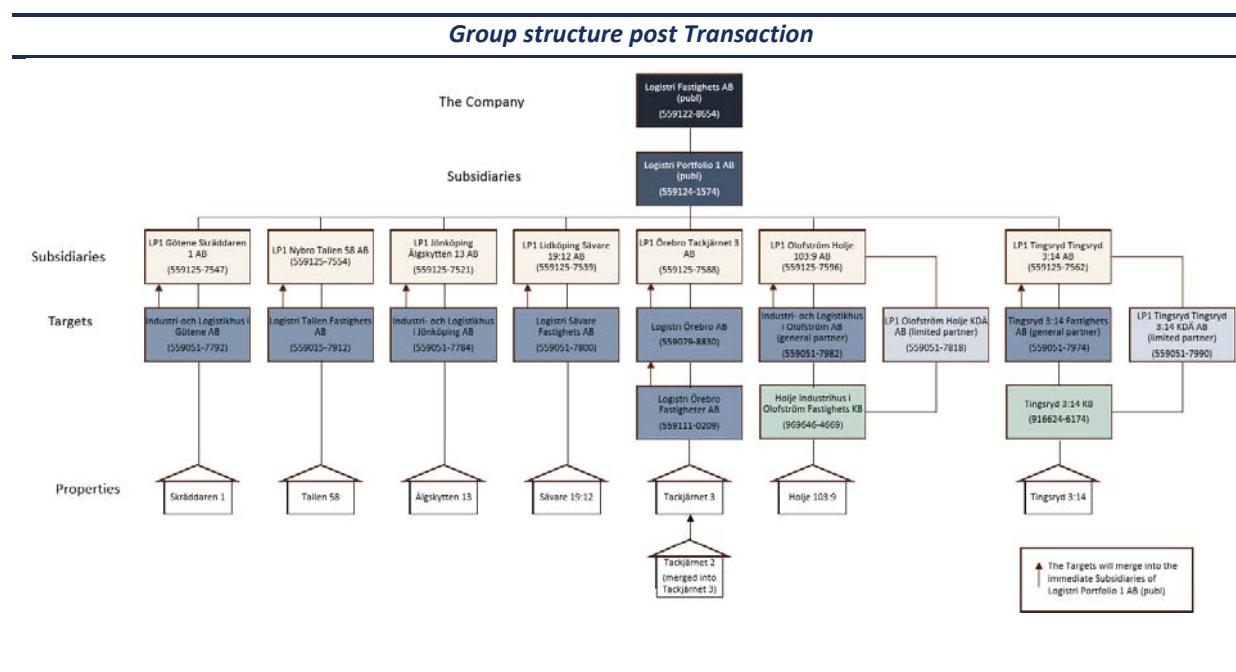 Group structure post Transaction
The Company
Logistri Fastighets AB
(publ)
(559122-8654)
Subsidiaries
Logistri Portfolio 1 AB
(publ)
(559124-1574)
Subsidiaries
LP1 Götene Skräddaren
1 AB
(559125-7547)
LP1 Nybro Tallen 58 AB
(559125-7554)
LP1 Jönköping
Älgskytten 13 AB
(559125-7521)
LP1 Lidköping Sävare
19:12 AB
(559125-7539)
LP1 Örebro Tackjärnet 3
AB
(559125-7588)
LP1 Olofström Holje
103:9 AB
(559125-7596)
LP1 Tingsryd Tingsryd
3:14 AB
(559125-7562)
Targets
Industri-och Logistikhus i
Götene AB
(559051-7792)
Logistri Tallen Fastighets
AB
(559015-7912)
Industri- och Logistikhus
i Jönköping AB
(559051-7784)
Logistri Sävare
Fastighets AB
(559051-7800)
Logistri Örebro AB
(559079-8830)
Industri- och Logistikhus
i Olofström AB
(general partner)
(559051-7982)
LP1 Olofström Holje KDÄ
AB (limited partner)
(559051-7818)
Tingsryd 3:14 Fastighets
AB (general partner)
(559051-7974)
LP1 Tingsryd Tingsryd
3:14 KDÄ AB
(limited partner)
(559051-7990)
Logistri Örebro
Fastigheter AB
(559111-0209)
Holje Industrihus i
Olofström Fastighets KB
(969646-4669)
Tingsryd 3:14 KB
(916624-6174)
Properties
Skräddaren 1
Tallen 58
Älgskytten 13
Sävare 19:12
Tackjärnet 3
Holje 103:9
Tingsryd 3:14
Tackjärnet 2
(merged into
Tackjärnet 3)
The Targets will merge into the
immediate Subsidiaries of
Logistri Portfolio 1 AB (publ)